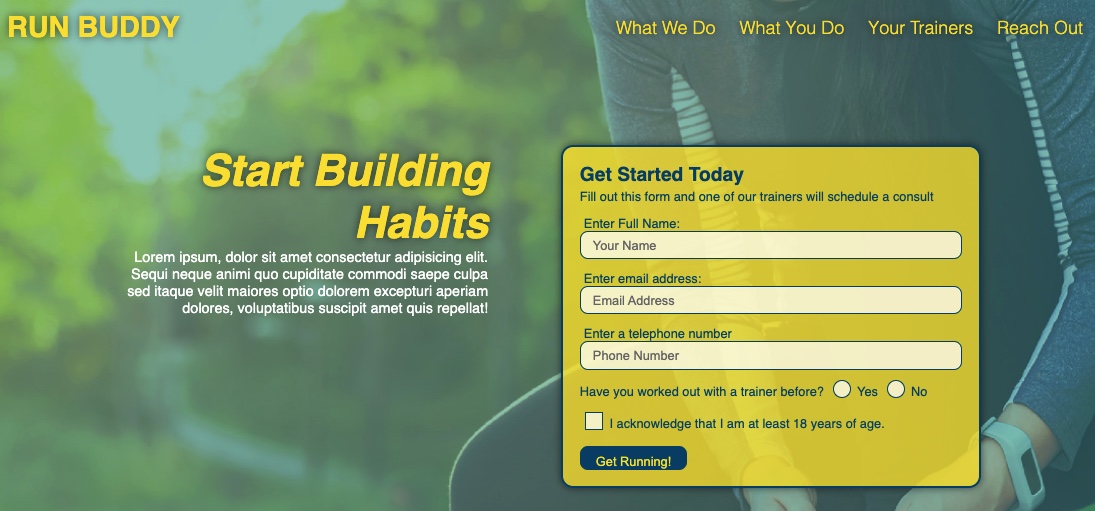 RUN BUDDY
What We Do What You Do Your Trainers Reach Out
Start Building
Habits
Lorem ipsum, dolor sit amet consectetur adipisicing elit.
Sequi neque animi quo cupiditate commodi saepe culpa
sed itaque velit maiores optio dolorem excepturi aperiam
dolores, voluptatibus suscipit amet quis repellat!
Get Started Today
Fill out this form and one of our trainers will schedule a consult
Enter Full Name:
Your Name
Enter email address:
Email Address
Enter a telephone number
Phone Number
Have you worked out with a trainer before? Yes No
I acknowledge that I am at least 18 years of age.
Get Running!